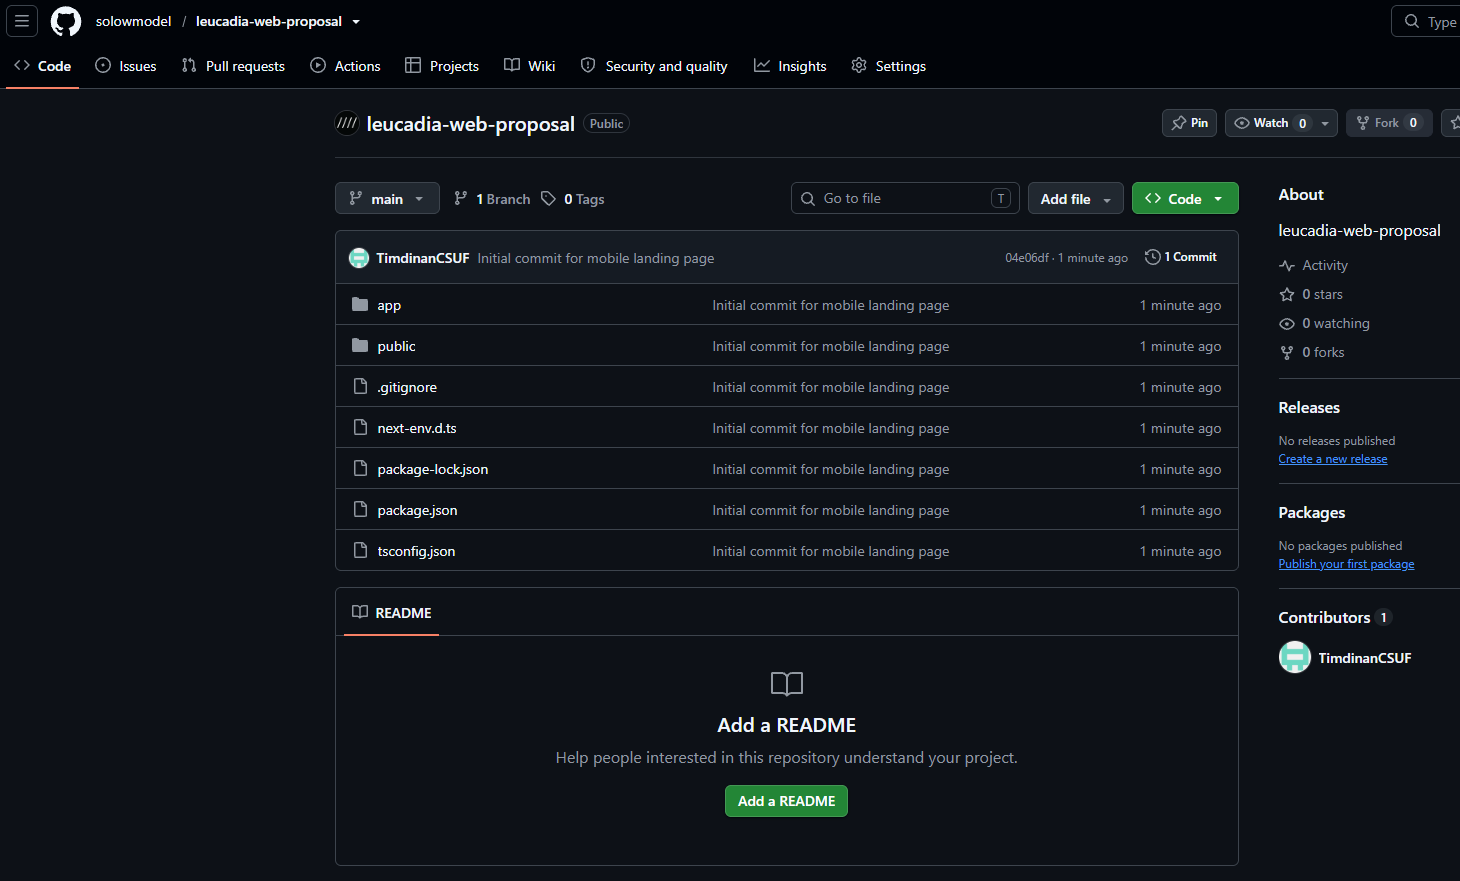 solowmodel / leucadia-web-proposal
Type
Code Issues Pull requests Actions Projects Wiki Security and quality Insights Settings
//// leucadia-web-proposal Public
Pin Watch 0 Fork 0
main 1 Branch 0 Tags Go to file T Add file Code
TimdinanCSUF Initial commit for mobile landing page 04e06df · 1 minute ago 1 Commit
app Initial commit for mobile landing page 1 minute ago
public Initial commit for mobile landing page 1 minute ago
.gitignore Initial commit for mobile landing page 1 minute ago
next-env.d.ts Initial commit for mobile landing page 1 minute ago
package-lock.json Initial commit for mobile landing page 1 minute ago
package.json Initial commit for mobile landing page 1 minute ago
tsconfig.json Initial commit for mobile landing page 1 minute ago
README
Add a README
Help people interested in this repository understand your project.
Add a README
About
leucadia-web-proposal
Activity
0 stars
0 watching
0 forks
Releases
No releases published
Create a new release
Packages
No packages published
Publish your first package
Contributors 1
TimdinanCSUF